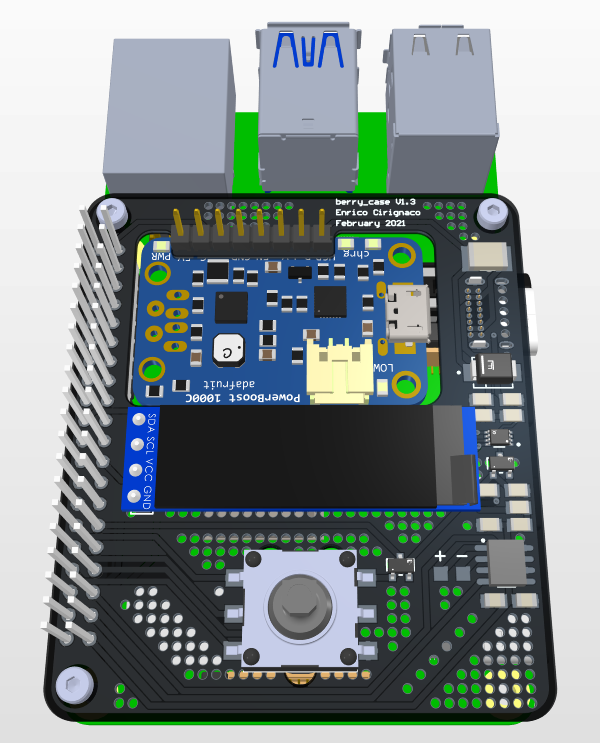 berry_case V1.3
Enrico Cirignaco
February 2021
PWR
chrg
LOW
adafruit
PowerBoost 1000C
SDA SCL VCC GND
+ −